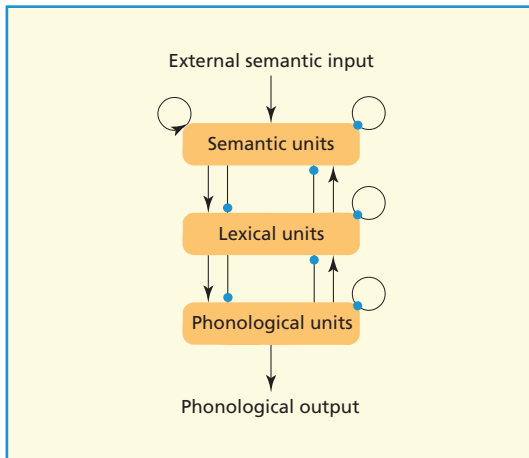 External semantic input
Semantic units
Lexical units
Phonological units
Phonological output